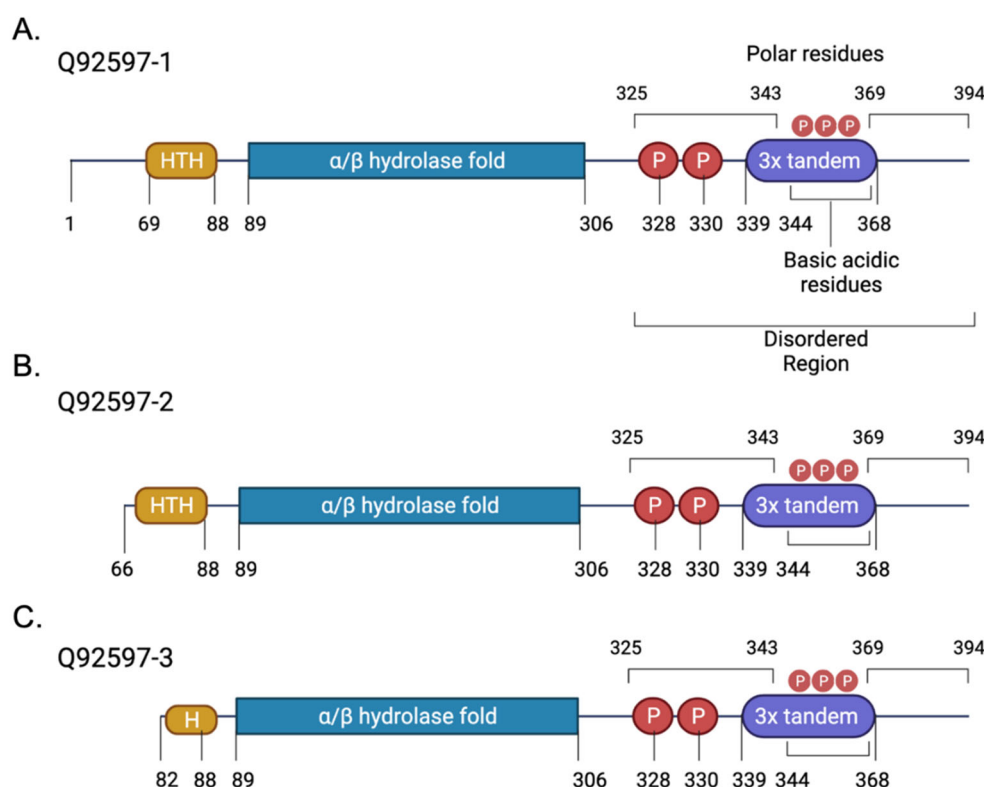 A.
Q92597-1
Polar residues
325 343 369 394
P P P
HTH α/β hydrolase fold P P 3x tandem
1 69 88 89 306 328 330 339 344 368
Basic acidic
residues
Disordered
Region
B.
Q92597-2
325 343 369 394
P P P
HTH α/β hydrolase fold P P 3x tandem
66 88 89 306 328 330 339 344 368
C.
Q92597-3
325 343 369 394
P P P
H α/β hydrolase fold P P 3x tandem
82 88 89 306 328 330 339 344 368